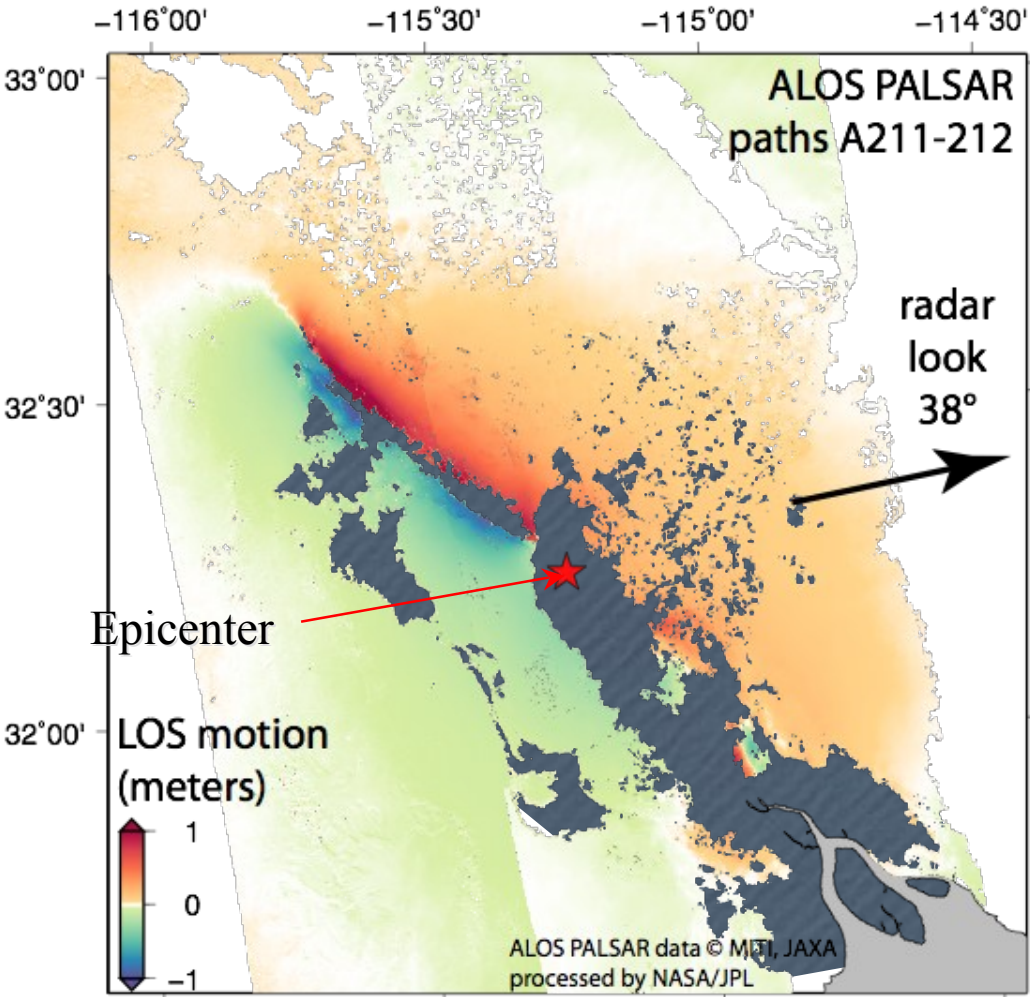 −116˚00'
−115˚30'
−115˚00'
−114˚30'
33˚00'
32˚30'
32˚00'
ALOS PALSAR
paths A211-212
radar
look
38°
Epicenter
LOS motion
(meters)
1
0
−1
ALOS PALSAR data © MITI, JAXA
processed by NASA/JPL